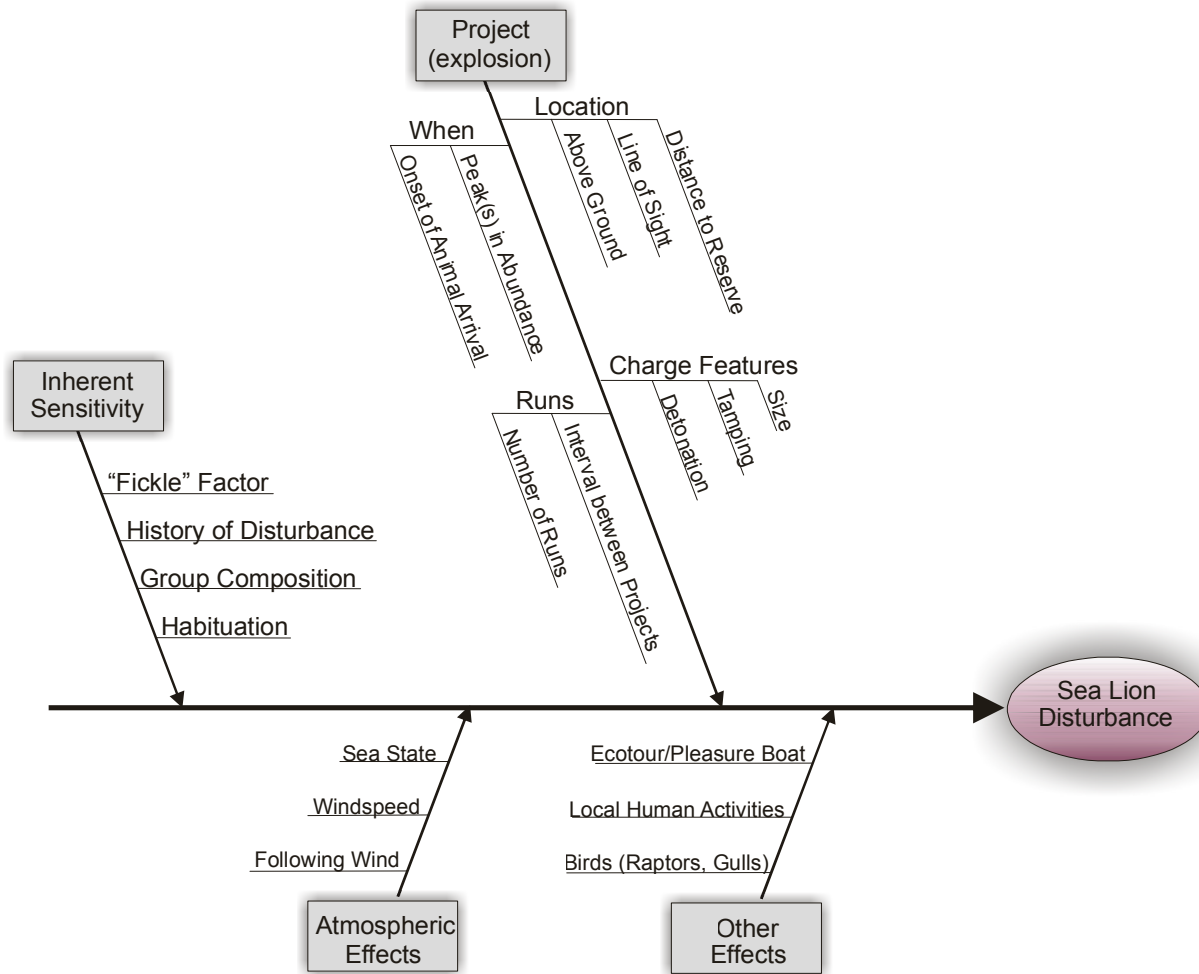 Project
(explosion)
Location
Above Ground
Line of Sight
Distance to Reserve
When
Onset of Animal Arrival
Peak(s) in Abundance
Charge Features
Detonation
Tamping
Size
Runs
Number of Runs
Interval between Projects
Inherent
Sensitivity
“Fickle” Factor
History of Disturbance
Group Composition
Habituation
Sea Lion
Disturbance
Sea State
Windspeed
Following Wind
Atmospheric
Effects
Ecotour/Pleasure Boat
Local Human Activities
Birds (Raptors, Gulls)
Other
Effects